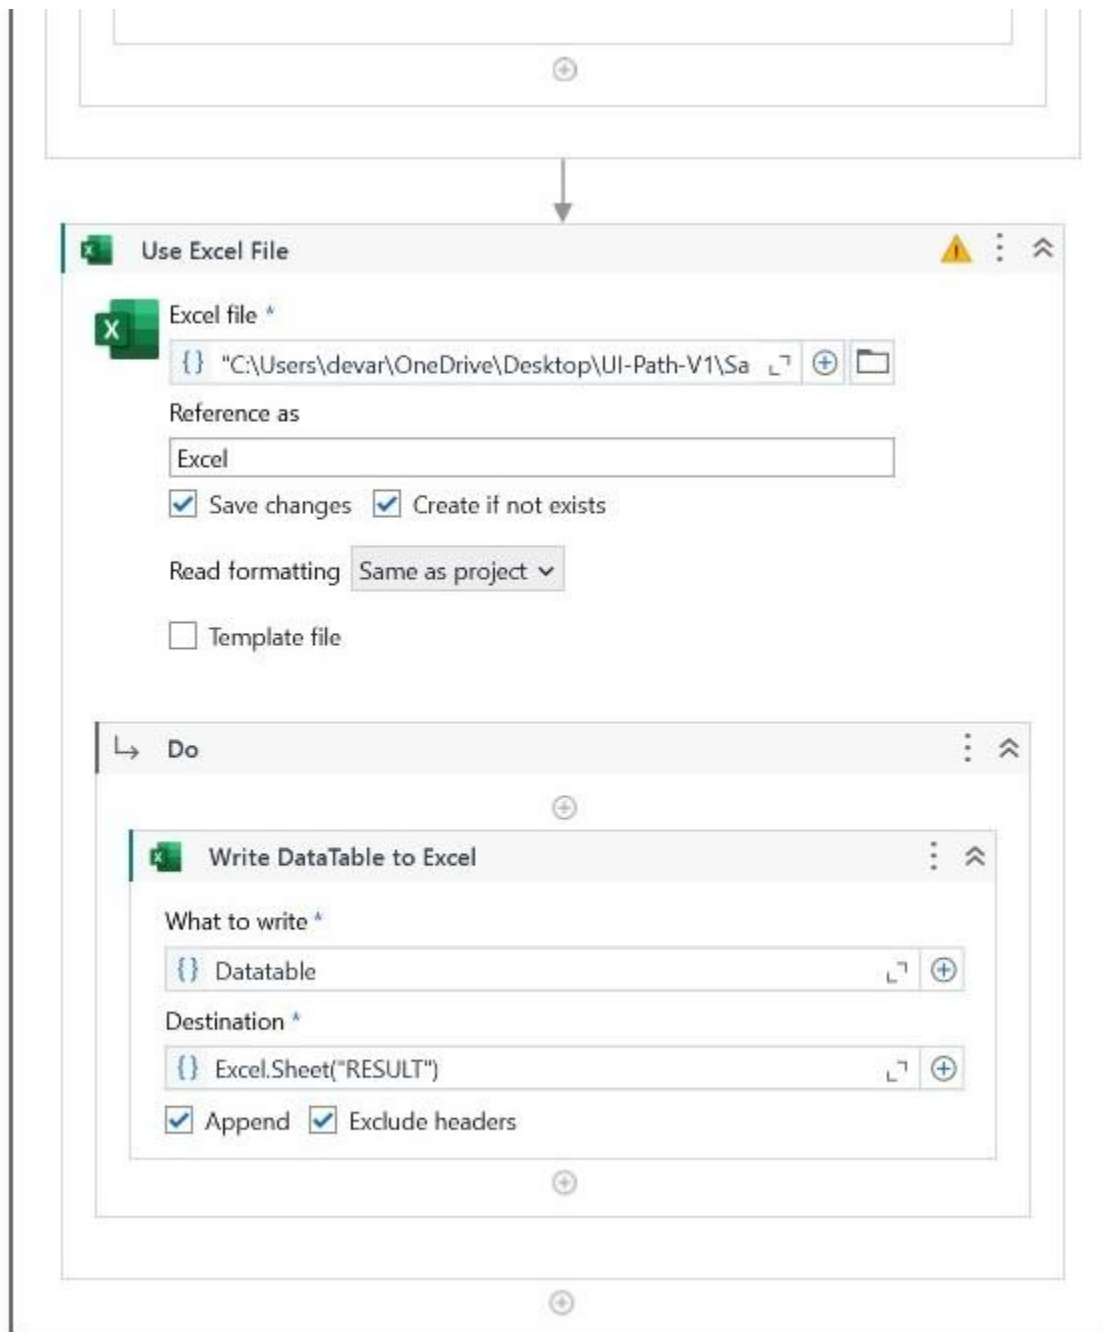 Use Excel File
Excel file *
"C:\Users\devar\OneDrive\Desktop\UI-Path-V1\Sa
Reference as
Excel
Save changes Create if not exists
Read formatting Same as project
Template file
Do
Write DataTable to Excel
What to write *
{} Datatable
Destination *
{} Excel.Sheet("RESULT")
Append Exclude headers